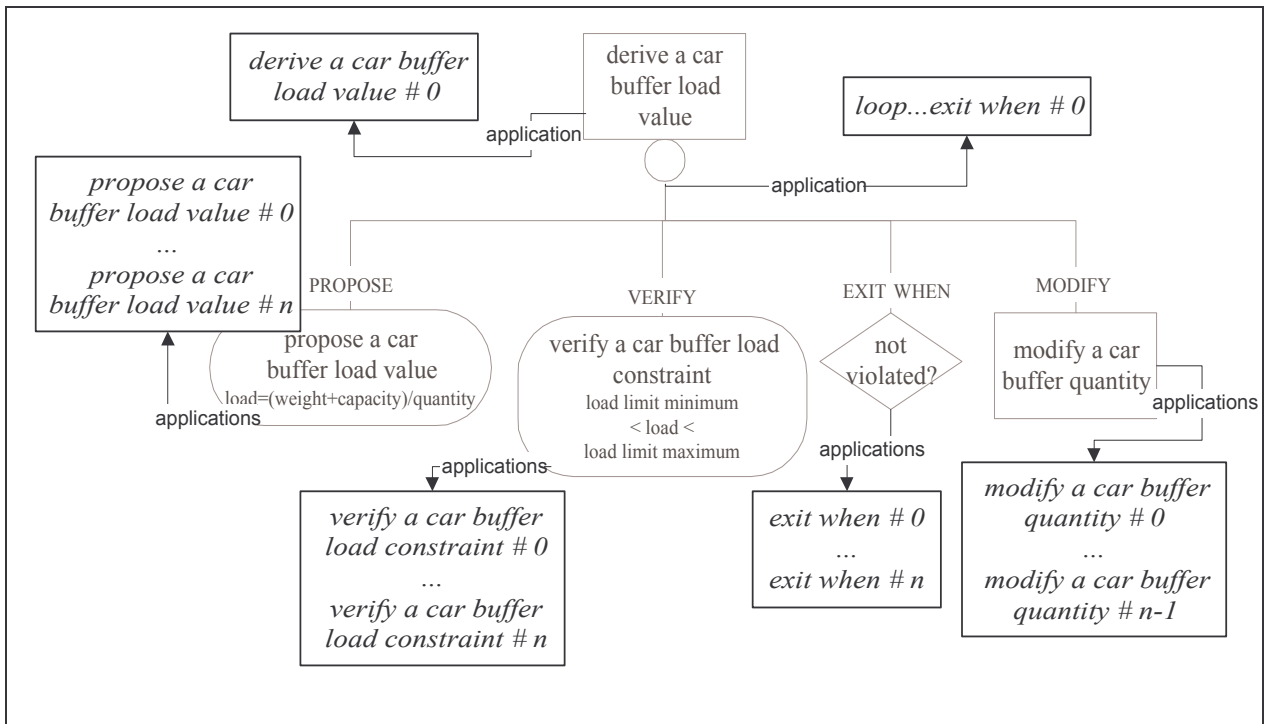 derive a car buffer
load value # 0
derive a car
buffer load
value
application
loop...exit when # 0
application
propose a car
buffer load value # 0
...
propose a car
buffer load value # n
PROPOSE
VERIFY
EXIT WHEN
MODIFY
propose a car
buffer load value
load=(weight+capacity)/quantity
applications
verify a car buffer load
constraint
load limit minimum
< load <
load limit maximum
applications
not
violated?
applications
modify a car
buffer quantity
applications
verify a car buffer
load constraint # 0
...
verify a car buffer
load constraint # n
exit when # 0
...
exit when # n
modify a car buffer
quantity # 0
...
modify a car buffer
quantity # n-1